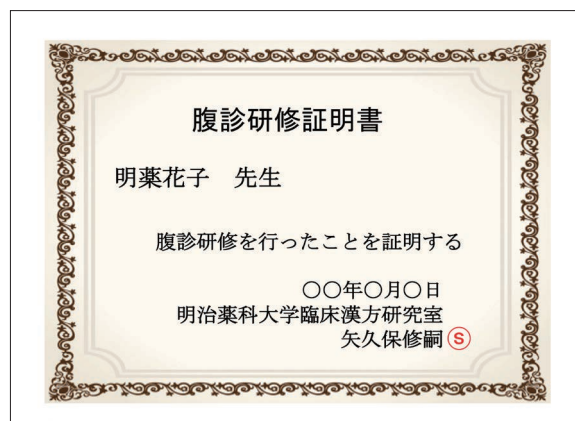 腹診研修証明書
明薬花子　先生
腹診研修を行ったことを証明する
〇〇年〇月〇日
明治薬科大学臨床漢方研究室
矢久保修嗣 Ⓢ